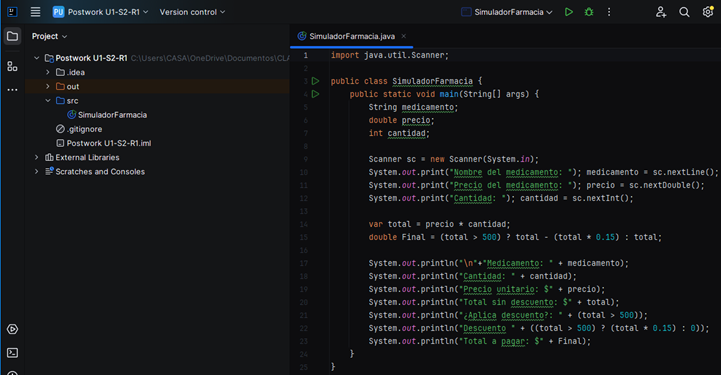 PU Postwork U1-S2-R1 Version control SimuladorFarmacia
Project
Postwork U1-S2-R1 C:\Users\CASA\OneDrive\Documentos\CL
.idea
out
src
SimuladorFarmacia
.gitignore
Postwork U1-S2-R1.iml
External Libraries
Scratches and Consoles
SimuladorFarmacia.java
1 import java.util.Scanner;
2
3 public class SimuladorFarmacia {
4 public static void main(String[] args) {
5 String medicamento;
6 double precio;
7 int cantidad;
8
9 Scanner sc = new Scanner(System.in);
10 System.out.print("Nombre del medicamento: "); medicamento = sc.nextLine();
11 System.out.print("Precio del medicamento: "); precio = sc.nextDouble();
12 System.out.print("Cantidad: "); cantidad = sc.nextInt();
13
14 var total = precio * cantidad;
15 double Final = (total > 500) ? total - (total * 0.15) : total;
16
17 System.out.println("\n"+"Medicamento: " + medicamento);
18 System.out.println("Cantidad: " + cantidad);
19 System.out.println("Precio unitario: $" + precio);
20 System.out.println("Total sin descuento: $" + total);
21 System.out.println("¿Aplica descuento?: " + (total > 500));
22 System.out.println("Descuento " + ((total > 500) ? (total * 0.15) : 0));
23 System.out.println("Total a pagar: $" + Final);
24 }
25 }